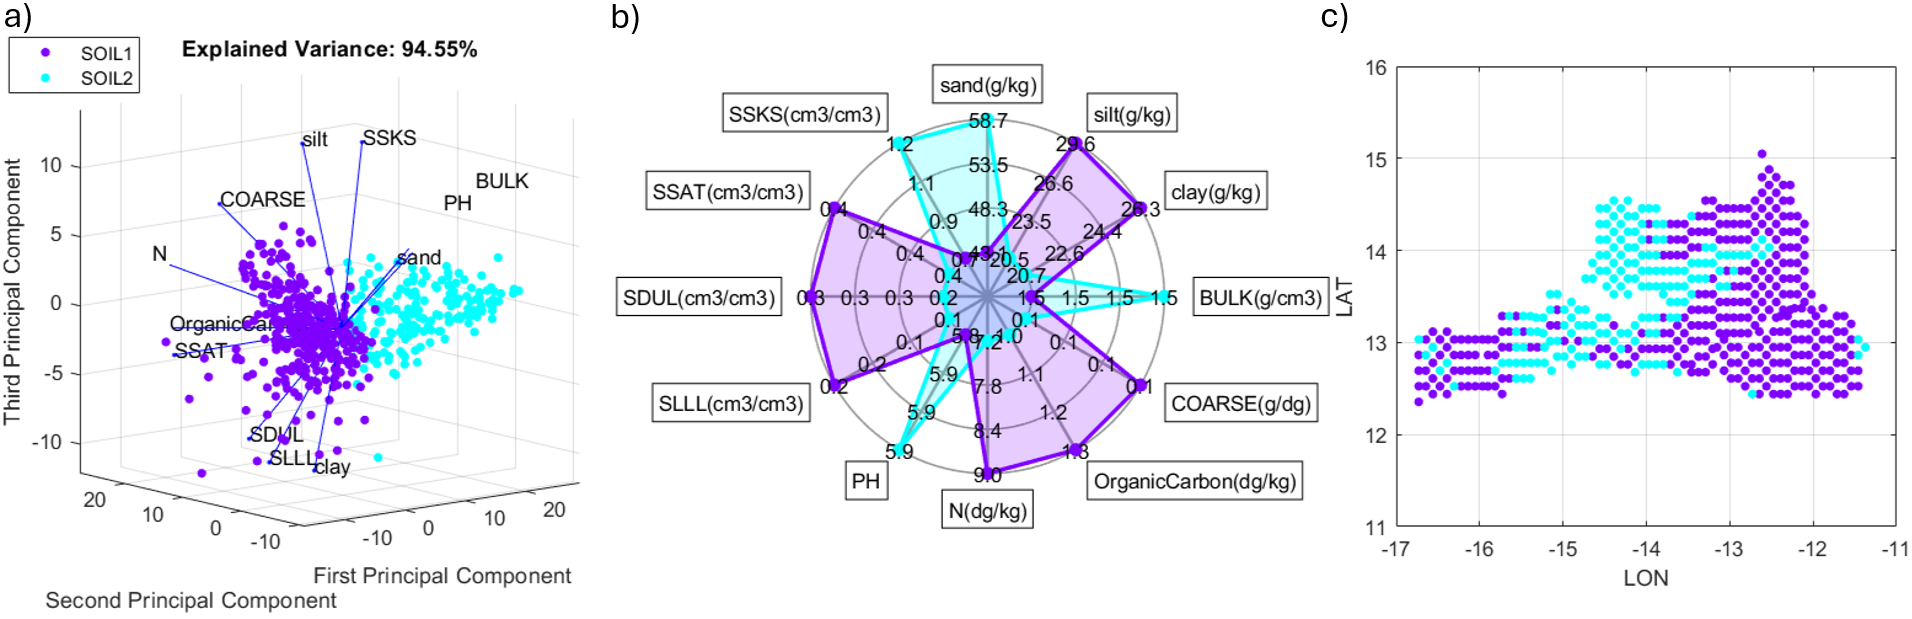 a)
SOIL1
SOIL2
Explained Variance: 94.55%
silt
SSKS
COARSE
BULK
PH
N
sand
OrganicCar
SSAT
SDUL
SLLL
clay
Third Principal Component
10
5
0
-5
-10
20
10
0
-10
-10
0
10
20
First Principal Component
Second Principal Component
b)
sand(g/kg)
SSKS(cm3/cm3)
silt(g/kg)
SSAT(cm3/cm3)
clay(g/kg)
SDUL(cm3/cm3)
BULK(g/cm3)
SLLL(cm3/cm3)
COARSE(g/dg)
PH
OrganicCarbon(dg/kg)
N(dg/kg)
58.7
53.5
48.3
43.1
29.6
26.6
23.5
20.5
26.3
24.4
22.6
20.7
1.5
1.5
1.5
1.5
0.1
0.1
0.1
0.1
1.3
1.2
1.1
1.0
9.0
8.4
7.8
7.2
5.9
5.9
5.9
5.8
0.2
0.2
0.1
0.1
0.3
0.3
0.3
0.2
0.4
0.4
0.4
0.4
1.2
1.1
0.9
c)
LAT
16
15
14
13
12
11
-17
-16
-15
-14
-13
-12
-11
LON